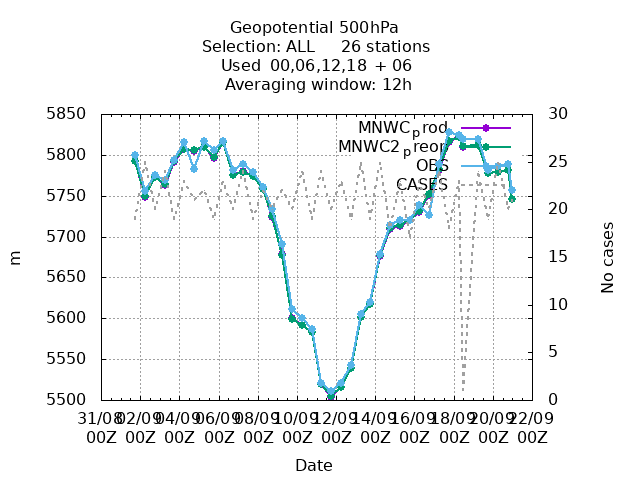 Geopotential 500hPa
Selection: ALL 26 stations
Used 00,06,12,18 + 06
Averaging window: 12h
5850
5800
5750
5700
5650
5600
5550
5500
30
25
20
15
10
5
0
MNWC_prod
MNWC2_preop
OBS
CASES
m
No cases
31/08 02/09 04/09 06/09 08/09 10/09 12/09 14/09 16/09 18/09 20/09 22/09
00Z 00Z 00Z 00Z 00Z 00Z 00Z 00Z 00Z 00Z 00Z 00Z
Date